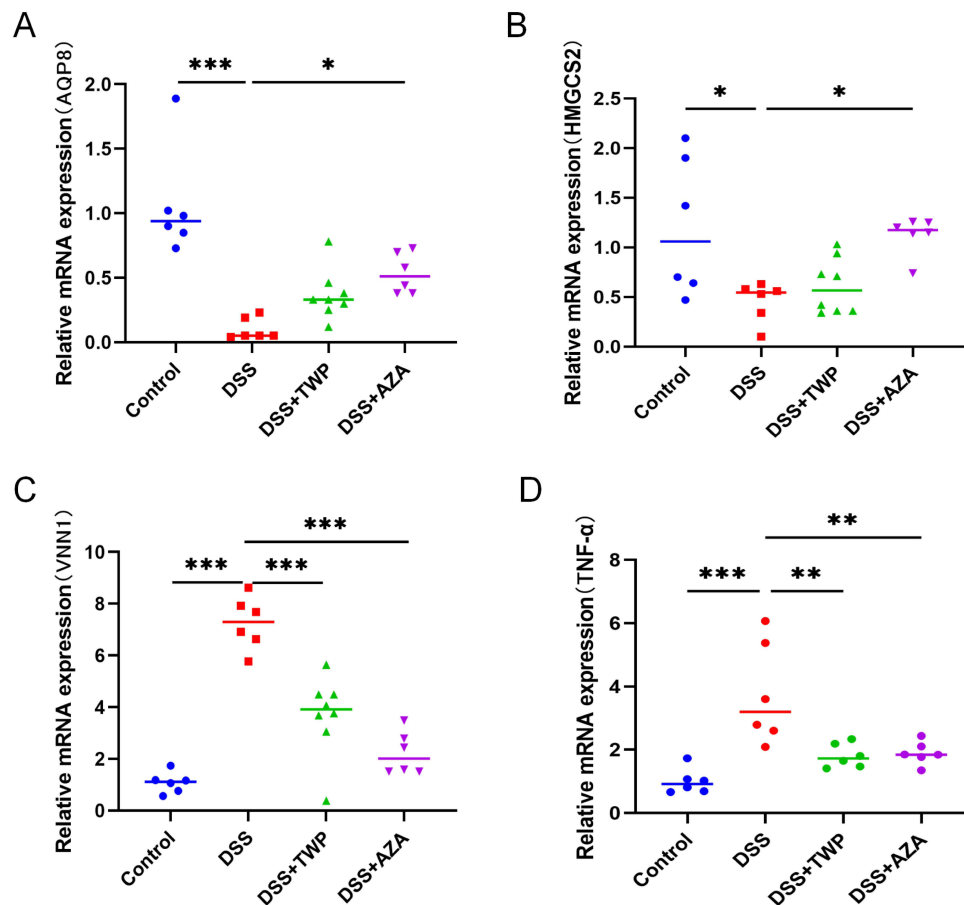 A
Relative mRNA expression(AQP8)
***
*
2.0
1.5
1.0
0.5
0.0
Control
DSS
DSS+TWP
DSS+AZA
B
Relative mRNA expression(HMGCS2)
*
*
2.5
2.0
1.5
1.0
0.5
0.0
Control
DSS
DSS+TWP
DSS+AZA
C
Relative mRNA expression(VNN1)
***
***
***
10
8
6
4
2
0
Control
DSS
DSS+TWP
DSS+AZA
D
Relative mRNA expression(TNF-α)
**
***
**
8
6
4
2
0
Control
DSS
DSS+TWP
DSS+AZA